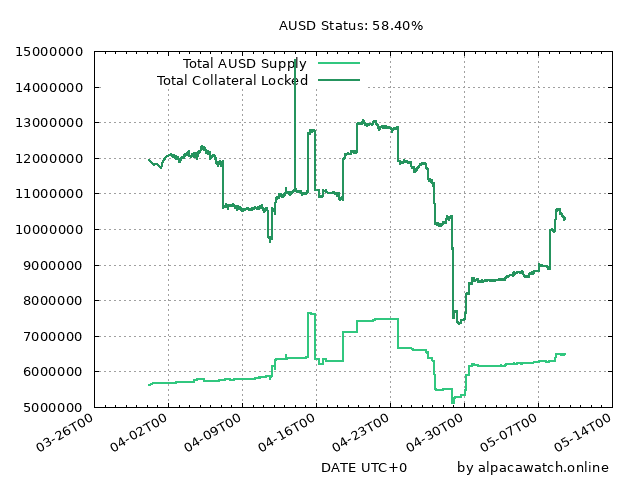 AUSD Status: 58.40%
15000000
14000000
13000000
12000000
11000000
10000000
9000000
8000000
7000000
6000000
5000000
Total AUSD Supply
Total Collateral Locked
03-26T00
04-02T00
04-09T00
04-16T00
04-23T00
04-30T00
05-07T00
05-14T00
DATE UTC+0
by alpacawatch.online